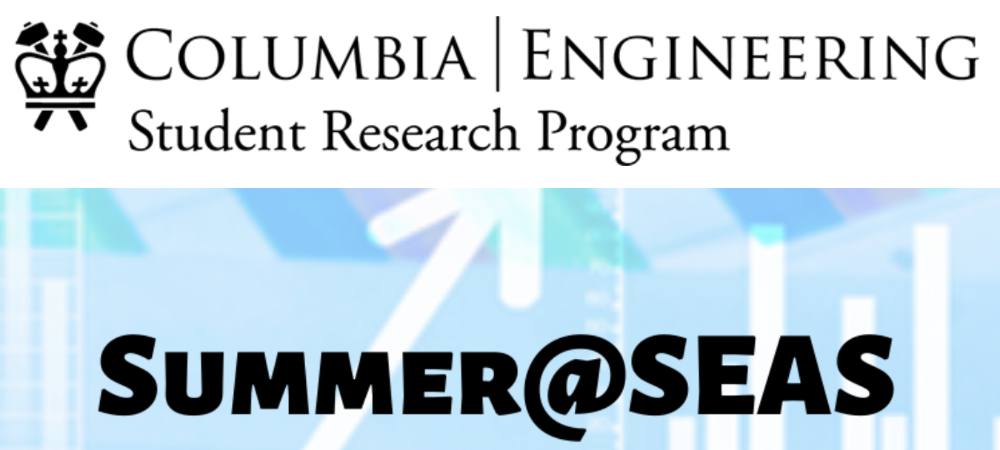 COLUMBIA | ENGINEERING
Student Research Program
SUMMER@SEAS